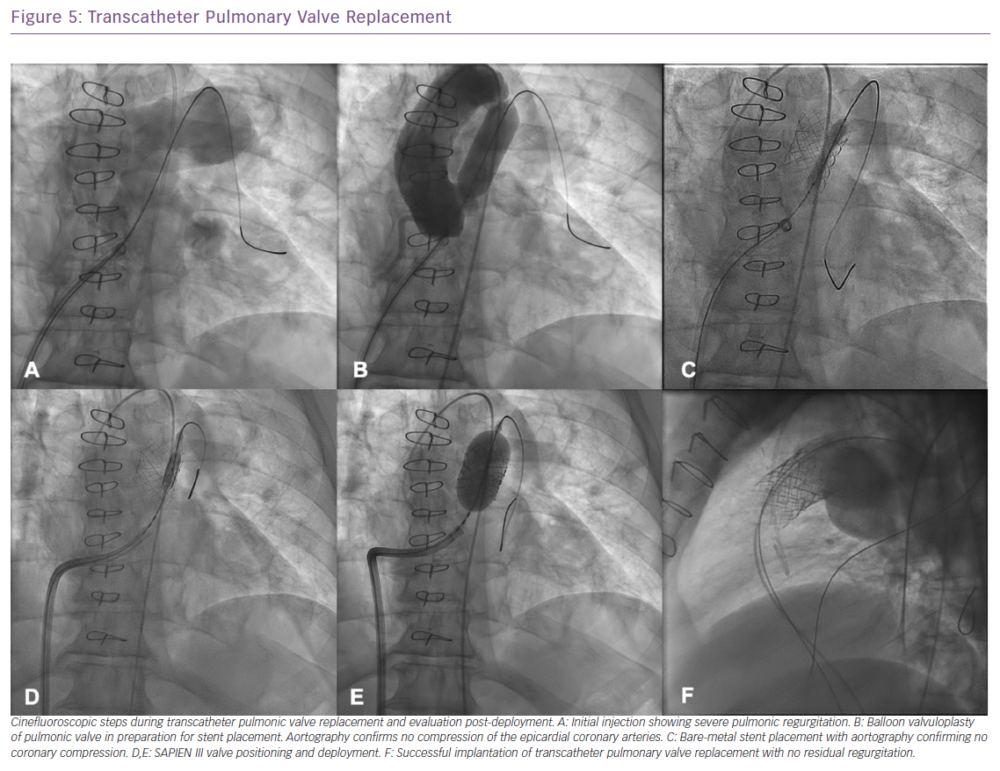 Figure 5: Transcatheter Pulmonary Valve Replacement
A
B
C
D
E
F
Cinefluoroscopic steps during transcatheter pulmonic valve replacement and evaluation post-deployment. A: Initial injection showing severe pulmonic regurgitation. B: Balloon valvuloplasty
of pulmonic valve in preparation for stent placement. Aortography confirms no compression of the epicardial coronary arteries. C: Bare-metal stent placement with aortography confirming no
coronary compression. D,E: SAPIEN III valve positioning and deployment. F: Successful implantation of transcatheter pulmonary valve replacement with no residual regurgitation.